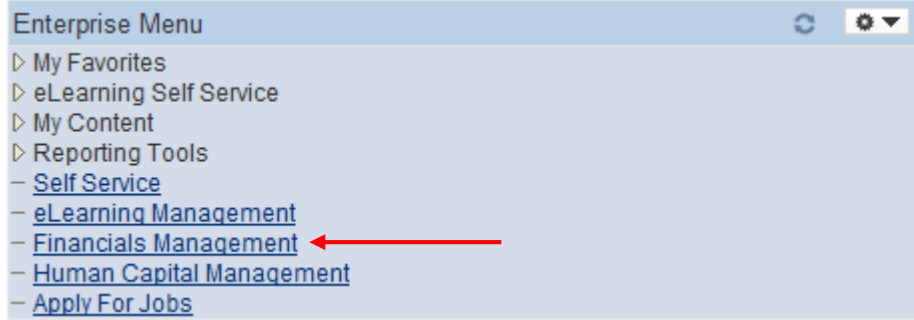 Enterprise Menu
My Favorites
eLearning Self Service
My Content
Reporting Tools
Self Service
eLearning Management
Financials Management
Human Capital Management
Apply For Jobs